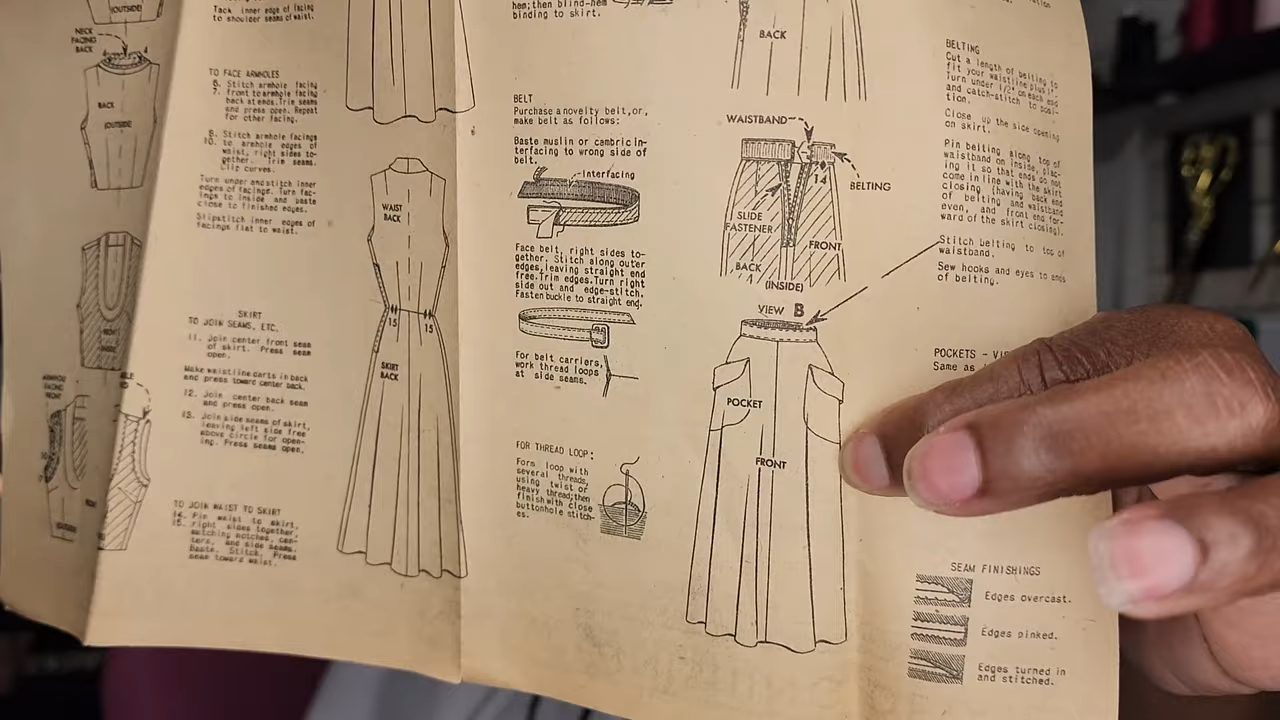 (OUTSIDE)
NECK
FACING
BACK
4
4
BACK
(OUTSIDE)
FRONT
ARMHOLE
FACING
FRONT
Tack inner edge of facing
to shoulder seams of waist.
TO FACE ARMHOLES
6. Stitch armhole facing
7. front to armhole facing
back at ends. Trim seams
and press open. Repeat
for other facing.
8. Stitch armhole facings
10. to armhole edges of
waist, right sides to-
gether. Trim seams.
Clip curves.
Turn under and stitch inner
edges of facings. Turn fac-
ings to inside and baste
close to finished edges.
Slipstitch inner edges of
facings flat to waist.
SKIRT
TO JOIN SEAMS, ETC.
11. Join center front seam
of skirt. Press seam
open.
Make waistline darts in back
and press toward center back.
12. Join center back seam
and press open.
13. Join side seams of skirt,
leaving left side free
above circle for open-
ing. Press seams open.
TO JOIN WAIST TO SKIRT
14. Pin waist to skirt,
15. right sides together,
matching notches, cen-
ters, and side seams.
Baste. Stitch. Press
seam toward waist.
WAIST
BACK
15
15
SKIRT
BACK
hem; then blind-hem
binding to skirt.
BELT
Purchase a novelty belt, or,
make belt as follows:
Baste muslin or cambric in-
terfacing to wrong side of
belt.
Interfacing
Face belt, right sides to-
gether. Stitch along outer
edges, leaving straight end
free. Trim edges. Turn right
side out and edge-stitch.
Fasten buckle to straight end.
For belt carriers,
work thread loops
at side seams.
FOR THREAD LOOP:
Form loop with
several threads,
using twist or
heavy thread; then
finish with close
buttonhole stitch-
es.
BACK
WAISTBAND
14
BELTING
SLIDE
FASTENER
FRONT
BACK
(INSIDE)
VIEW B
POCKET
FRONT
BELTING
Cut a length of belting to
fit your waistline plus 1".
Turn under 1/2" on each end
and catch-stitch to posi-
tion.
Close up the side opening
on skirt.
Pin belting along top of
waistband on inside, plac-
ing it so that ends do not
come in line with the skirt
closing (having back end
of belting and waistband
even, and front end for-
ward of the skirt closing).
Stitch belting to top of
waistband.
Sew hooks and eyes to ends
of belting.
POCKETS -
Same as
SEAM FINISHINGS
Edges overcast.
Edges pinked.
Edges turned in
and stitched.